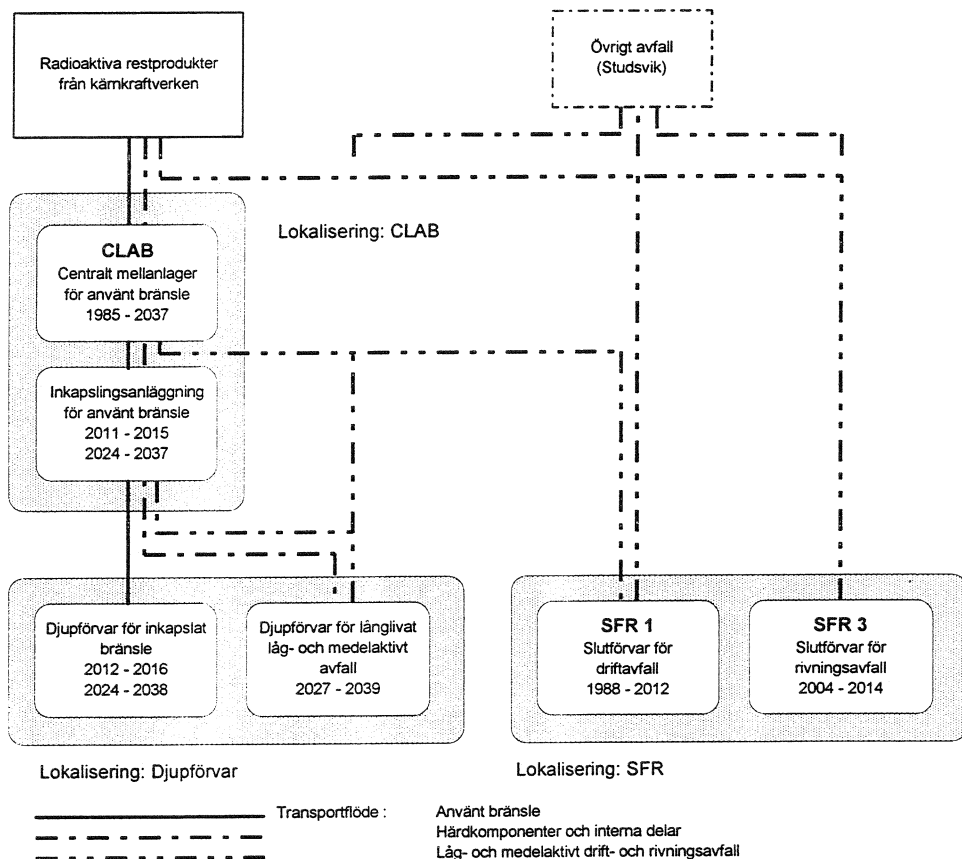 Radioaktiva restprodukter
från kärnkraftverken
Övrigt avfall
(Studsvik)
Lokalisering: CLAB
CLAB
Centralt mellanlager
för använt bränsle
1985 - 2037
Inkapslingsanläggning
för använt bränsle
2011 - 2015
2024 - 2037
Djupförvar för inkapslat
bränsle
2012 - 2016
2024 - 2038
Djupförvar för långlivat
låg- och medelaktivt
avfall
2027 - 2039
SFR 1
Slutförvar för
driftavfall
1988 - 2012
SFR 3
Slutförvar för
rivningsavfall
2004 - 2014
Lokalisering: Djupförvar
Lokalisering: SFR
Transportflöde : Använt bränsle
Härdkomponenter och interna delar
Låg- och medelaktivt drift- och rivningsavfall